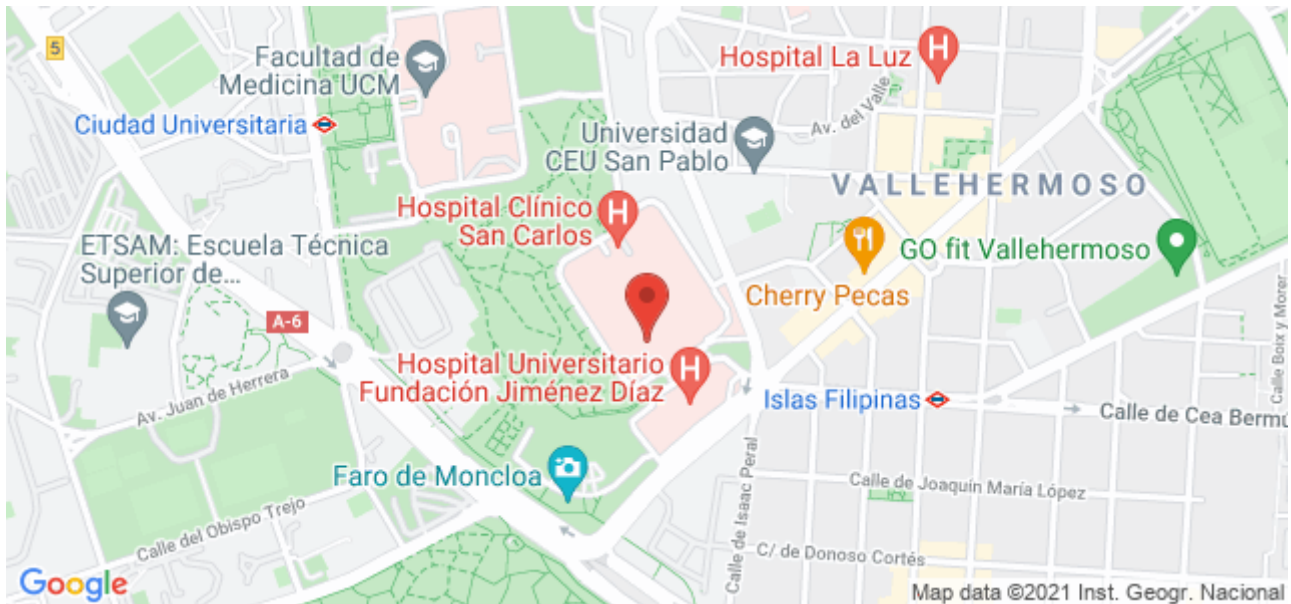 5
Facultad de
Medicina UCM
Hospital La Luz
H
Av. del Valle
Ciudad Universitaria
Universidad
CEU San Pablo
VALLEHERMOSO
Hospital Clínico
San Carlos
H
ETSAM: Escuela Técnica
Superior de...
GO fit Vallehermoso
Cherry Pecas
A-6
Calle Boix y Morer
Hospital Universitario
Fundación Jiménez Díaz
H
Av. Juan de Herrera
Islas Filipinas
Calle de Cea Bermú
Faro de Moncloa
Calle de Isaac Peral
Calle de Joaquín María López
Calle del Obispo Trejo
C/ de Donoso Cortés
Google
Map data ©2021 Inst. Geogr. Nacional